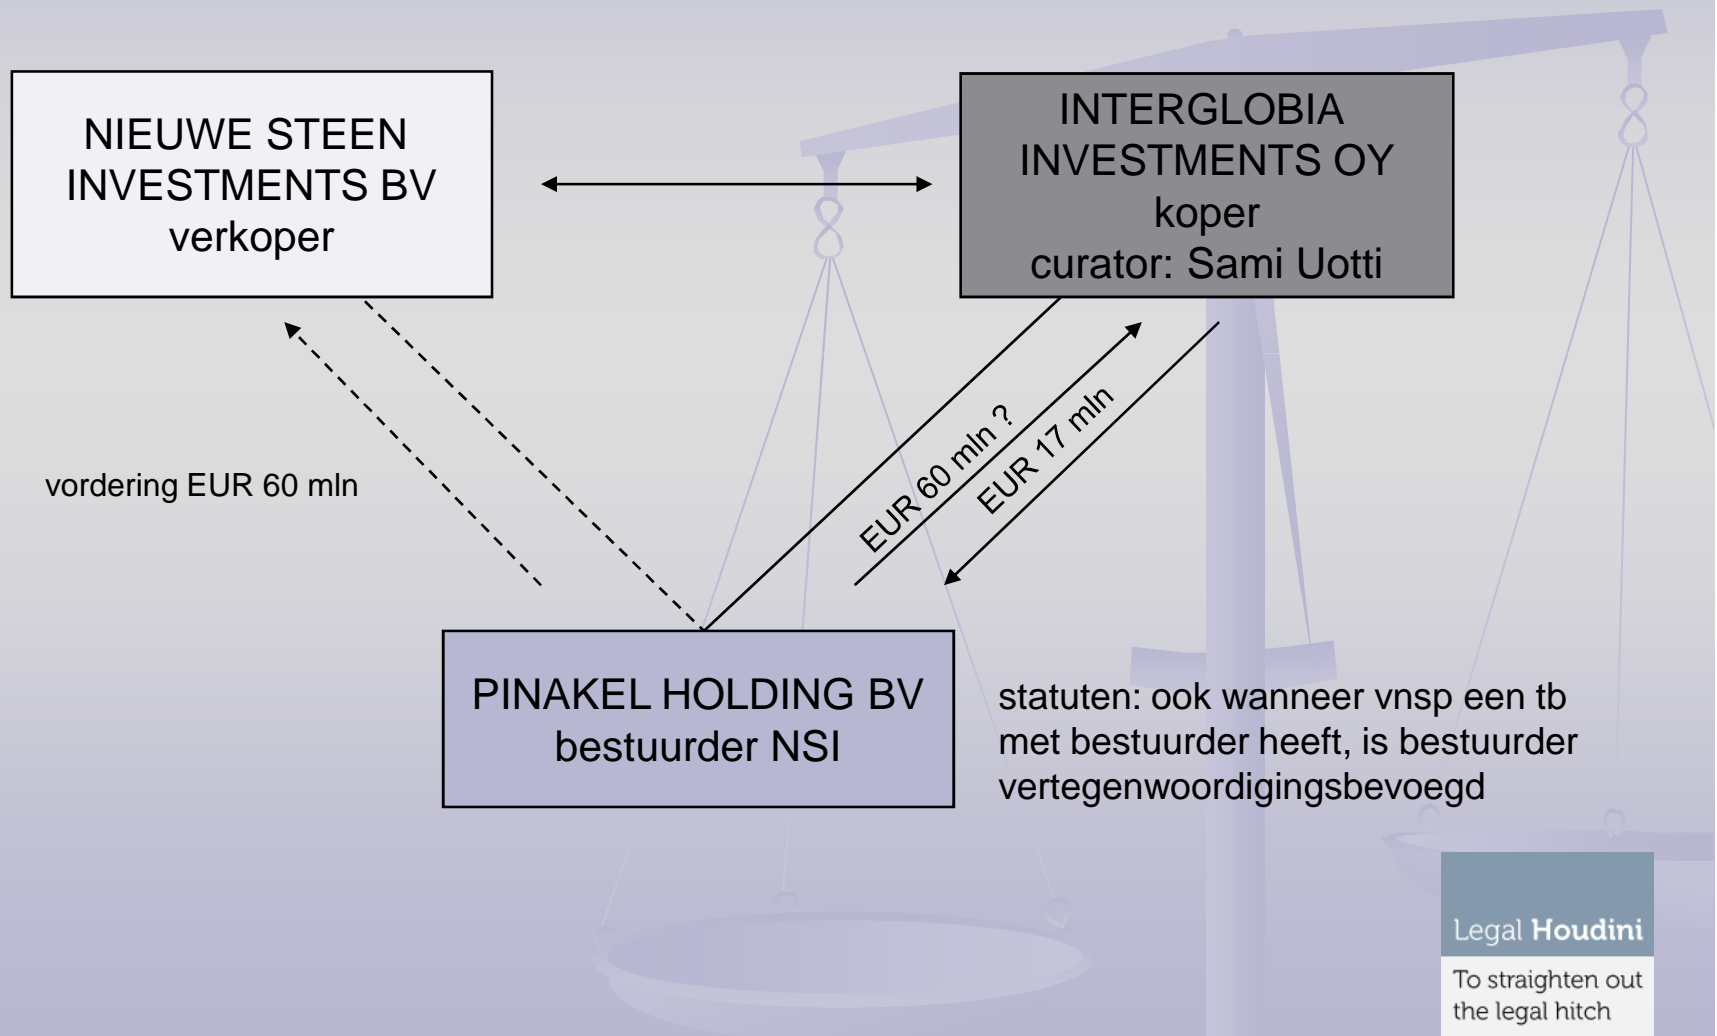 NIEUWE STEEN
INVESTMENTS BV
verkoper
INTERGLOBIA
INVESTMENTS OY
koper
curator: Sami Uotti
vordering EUR 60 mln
EUR 60 mln ?
EUR 17 mln
PINAKEL HOLDING BV
bestuurder NSI
statuten: ook wanneer vnsp een tb
met bestuurder heeft, is bestuurder
vertegenwoordigingsbevoegd
Legal Houdini
To straighten out
the legal hitch